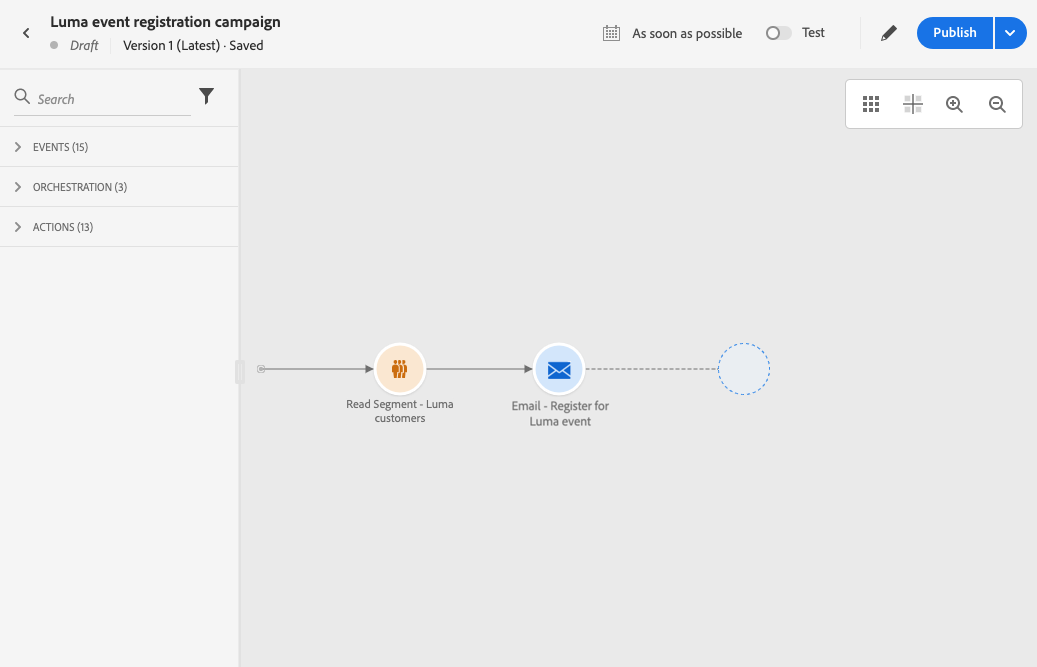 Luma event registration campaign
Draft Version 1 (Latest) · Saved
As soon as possible
Test
Publish
Search
EVENTS (15)
ORCHESTRATION (3)
ACTIONS (13)
Read Segment - Luma
customers
Email - Register for
Luma event